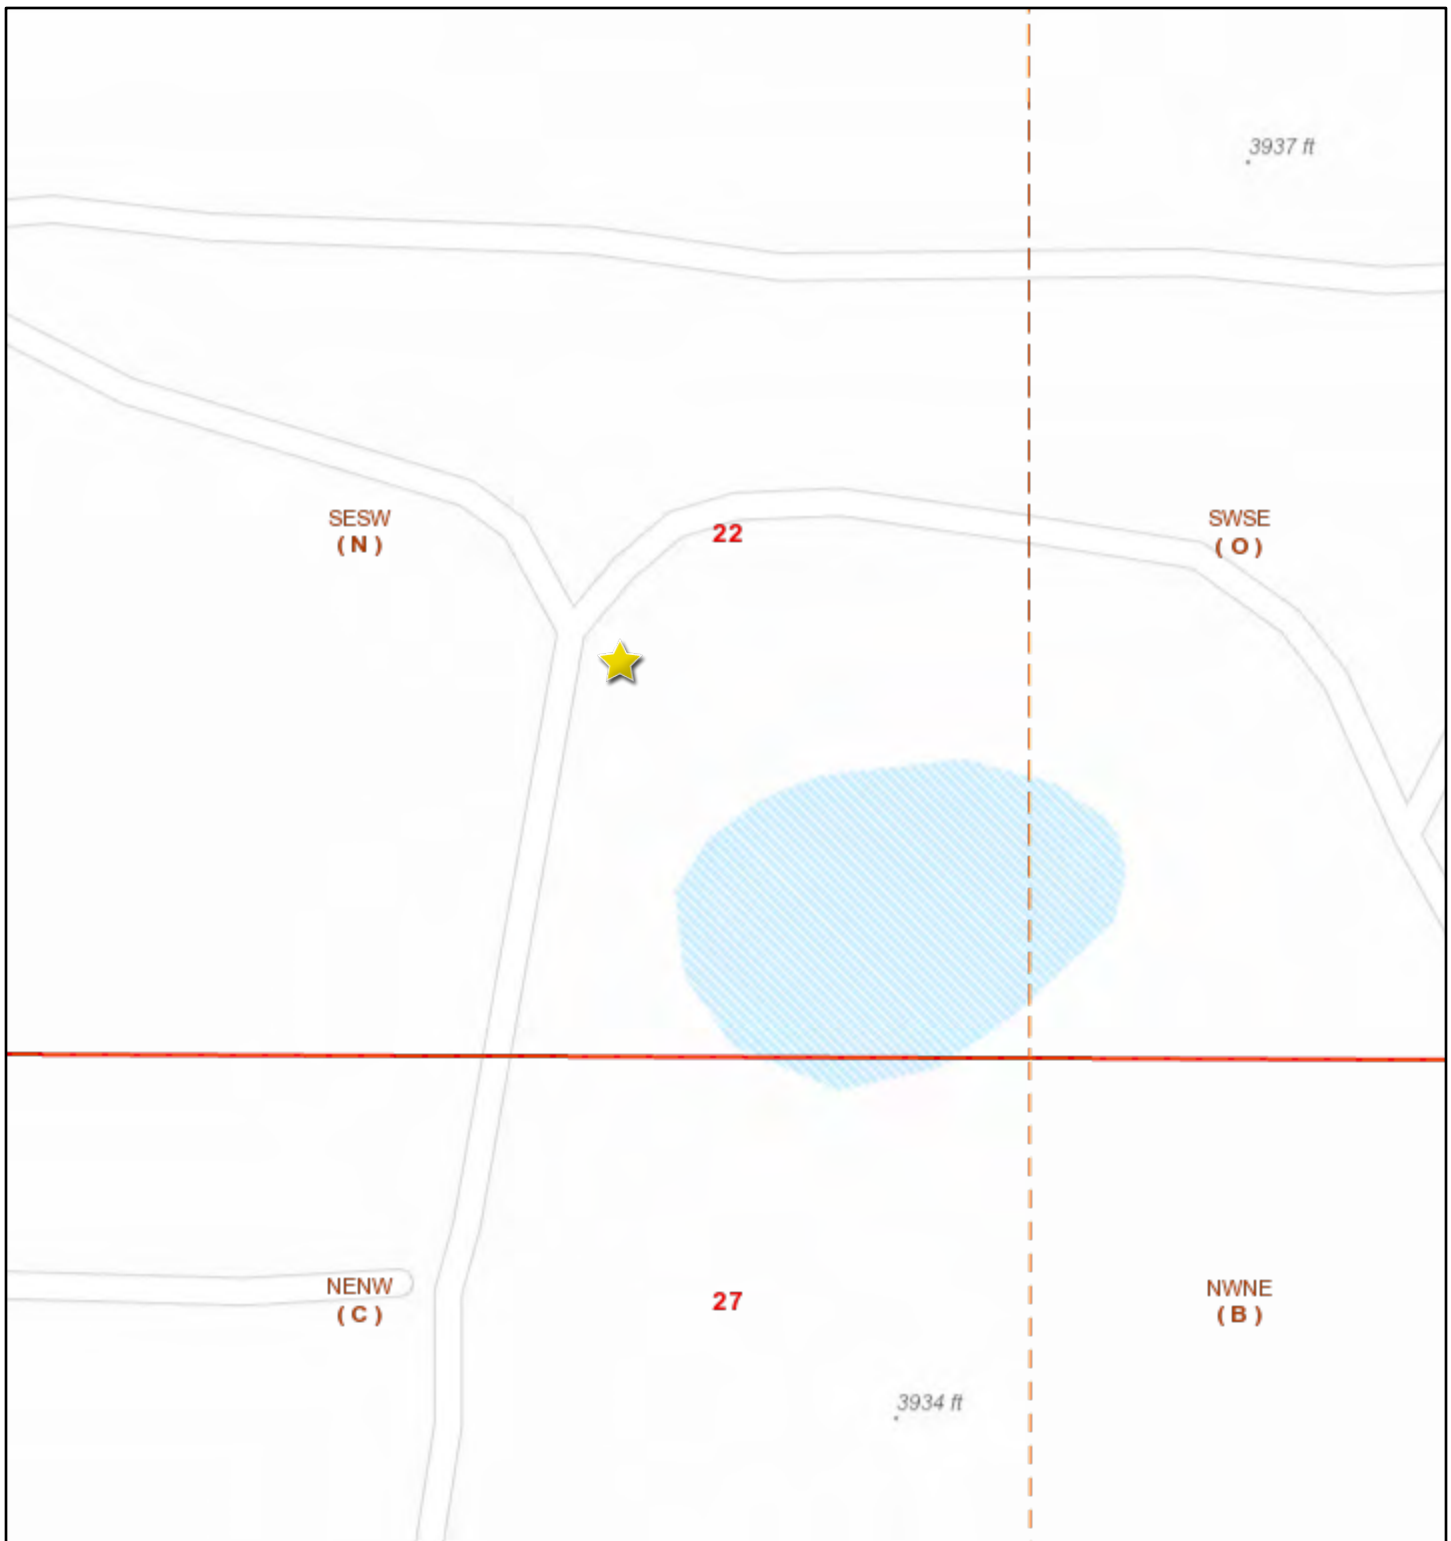 3937 ft
SESW
( N )
22
SWSE
( O )
NENW
( C )
27
NWNE
( B )
3934 ft